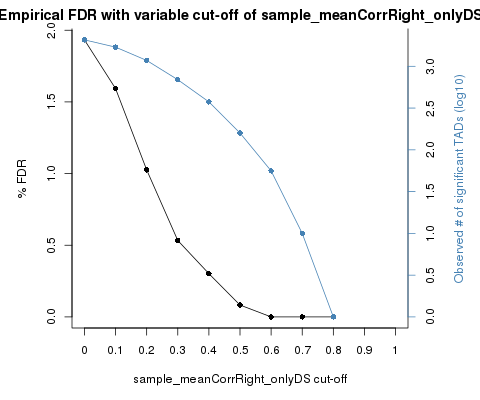 Empirical FDR with variable cut-off of sample_meanCorrRight_onlyDS
% FDR
2.0
1.5
1.0
0.5
0.0
3.0
2.5
2.0
1.5
1.0
0.5
0.0
Observed # of significant TADs (log10)
0 0.1 0.2 0.3 0.4 0.5 0.6 0.7 0.8 0.9 1
sample_meanCorrRight_onlyDS cut-off